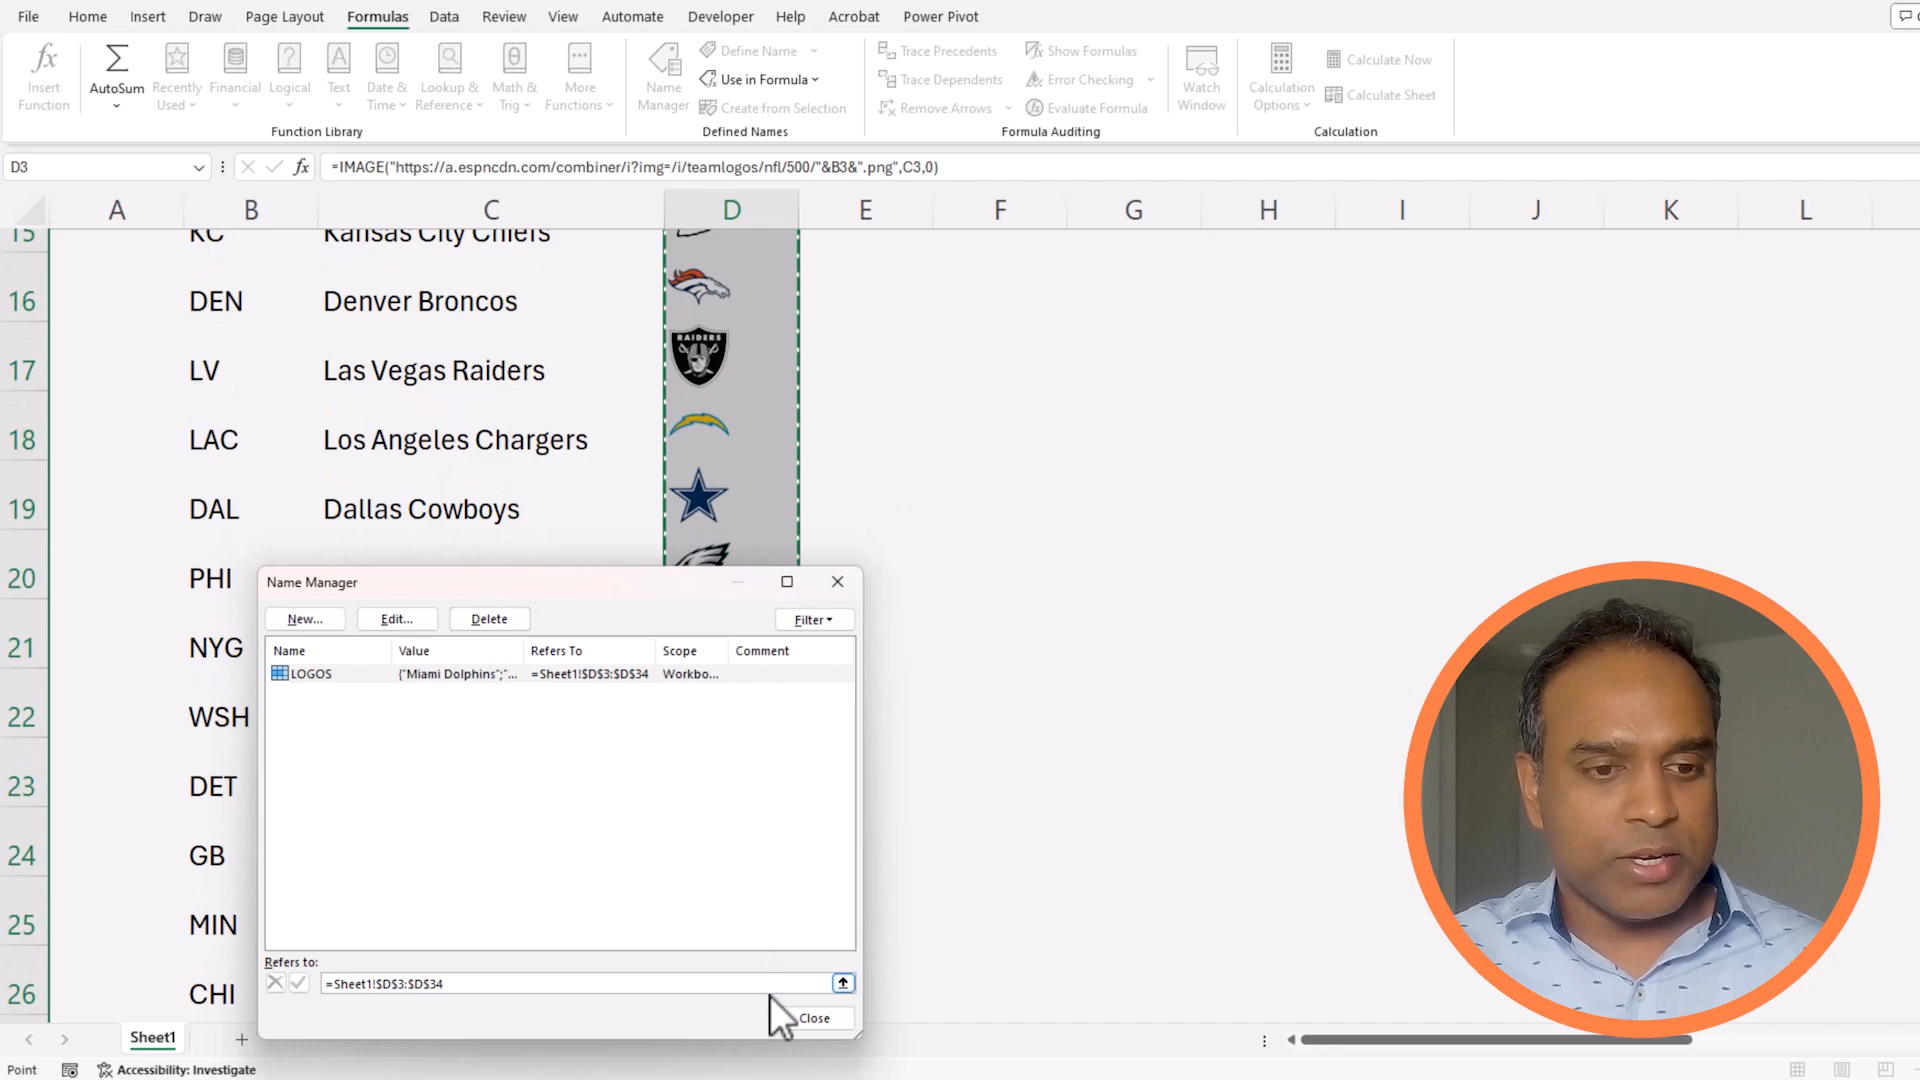 File Home Insert Draw Page Layout Formulas Data Review View Automate Developer Help Acrobat Power Pivot
Insert Function
AutoSum
Recently Used
Financial
Logical
Text
Date & Time
Lookup & Reference
Math & Trig
More Functions
Function Library
Name Manager
Define Name
Use in Formula
Create from Selection
Defined Names
Trace Precedents
Trace Dependents
Remove Arrows
Show Formulas
Error Checking
Evaluate Formula
Formula Auditing
Watch Window
Calculation Options
Calculate Now
Calculate Sheet
Calculation
D3 fx =IMAGE("https://a.espncdn.com/combiner/i?img=/i/teamlogos/nfl/500/"&B3&".png",C3,0)
A B C D E F G H I J K L
15 KC Kansas City Chiefs
16 DEN Denver Broncos
RAIDERS
17 LV Las Vegas Raiders
18 LAC Los Angeles Chargers
19 DAL Dallas Cowboys
20 PHI
21 NYG
22 WSH
23 DET
24 GB
25 MIN
26 CHI
Name Manager
New... Edit... Delete Filter
Name Value Refers To Scope Comment
LOGOS {"Miami Dolphins";"... =Sheet1!$D$3:$D$34 Workbo...
Refers to:
=Sheet1!$D$3:$D$34
Close
Sheet1
Point Accessibility: Investigate